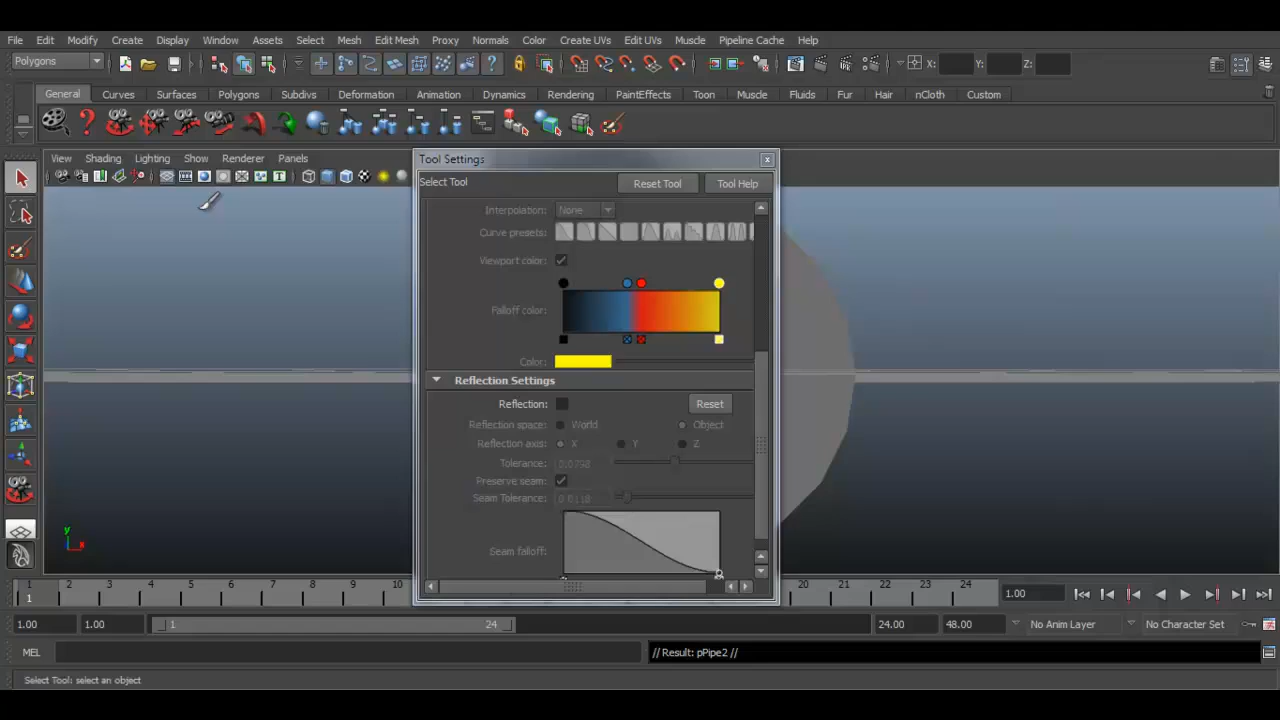 File Edit Modify Create Display Window Assets Select Mesh Edit Mesh Proxy Normals Color Create UVs Edit UVs Muscle Pipeline Cache Help
Polygons X: Y: Z:
General Curves Surfaces Polygons Subdivs Deformation Animation Dynamics Rendering PaintEffects Toon Muscle Fluids Fur Hair nCloth Custom
View Shading Lighting Show Renderer Panels
Tool Settings
Select Tool Reset Tool Tool Help
Interpolation: None
Curve presets:
Viewport color:
Falloff color:
Color:
Reflection Settings
Reflection: Reset
Reflection space: World Object
Reflection axis: X Y Z
Tolerance: 0.0798
Preserve seam:
Seam Tolerance: 0.0118
Seam falloff:
y
x
1 2 3 4 5 6 7 8 9 10 20 21 22 23 24
1 1.00
1.00 1.00 1 24 24.00 48.00 No Anim Layer No Character Set
MEL // Result: pPipe2 //
Select Tool: select an object